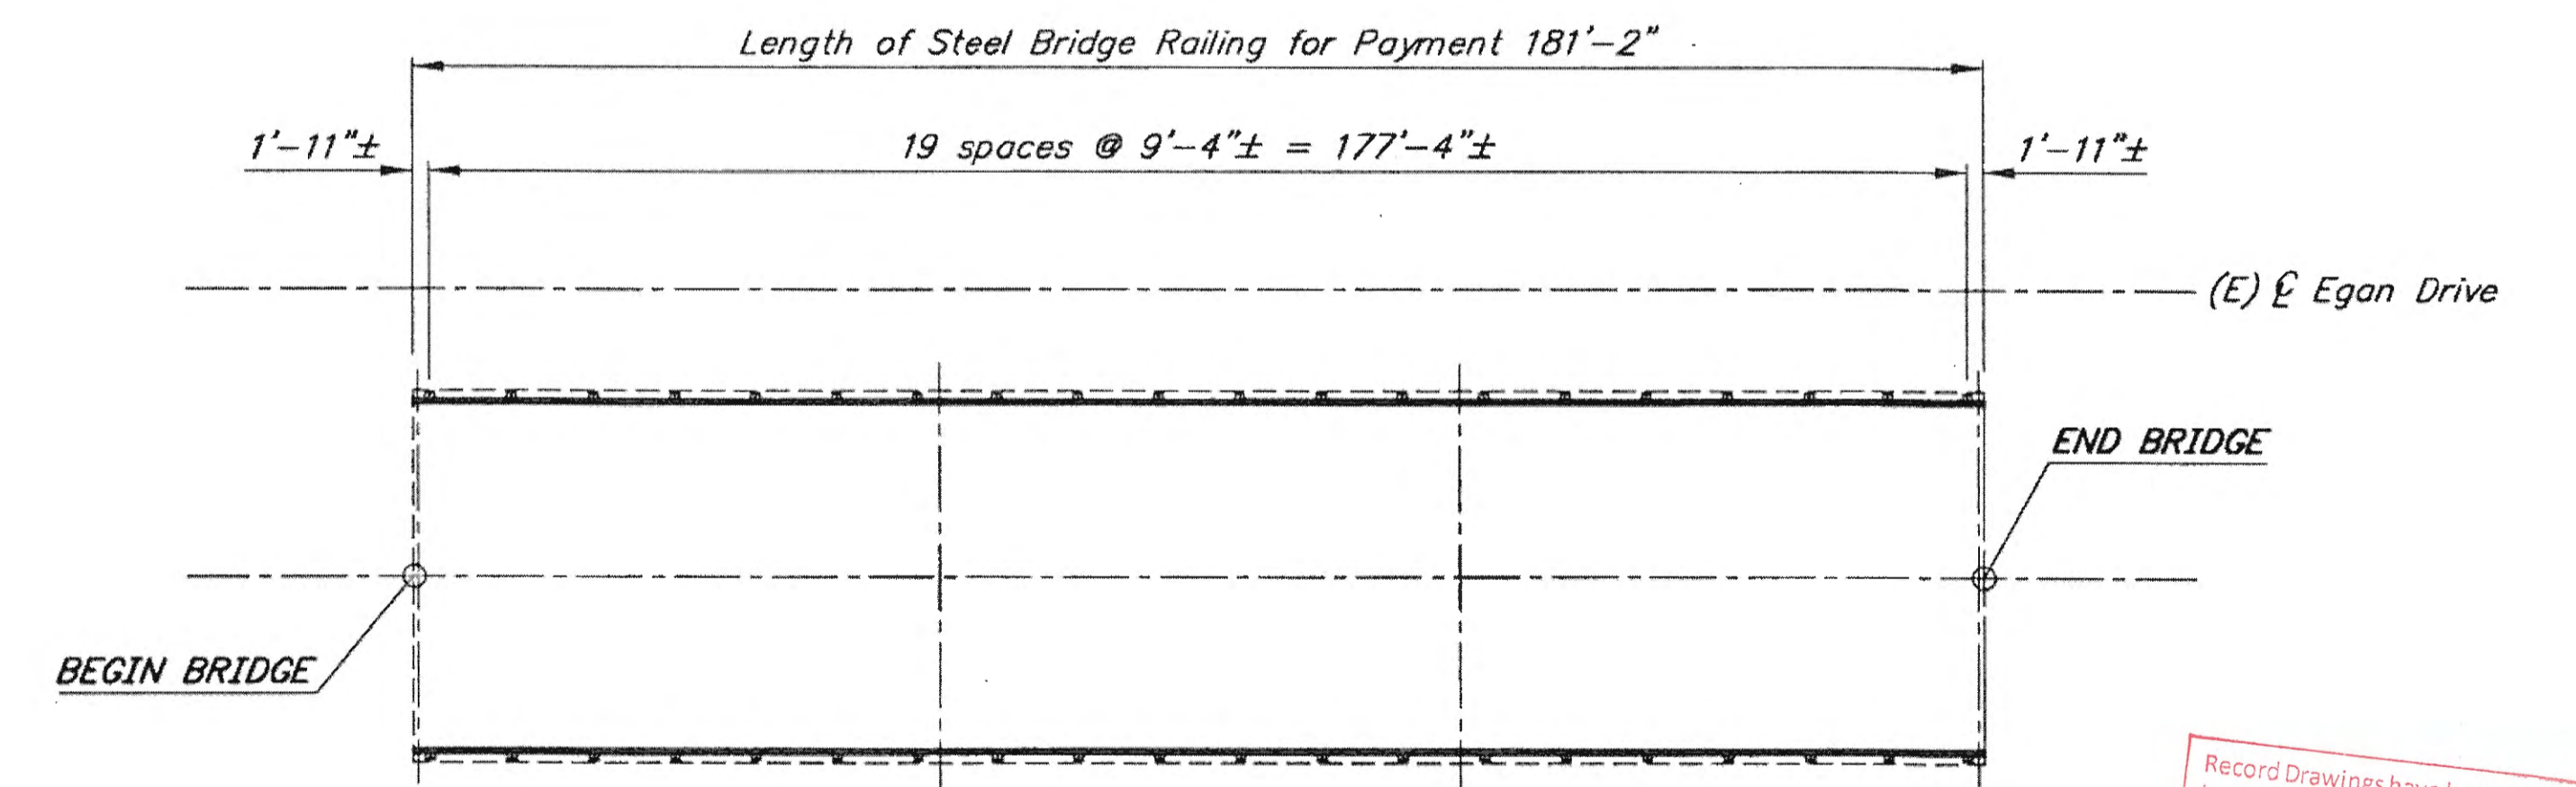 Length of Steel Bridge Railing for Payment 181'-2"
1'-11"±
19 spaces @ 9'-4"± = 177'-4"±
1'-11"±
(E) ℄ Egan Drive
END BRIDGE
BEGIN BRIDGE
Record Drawings have